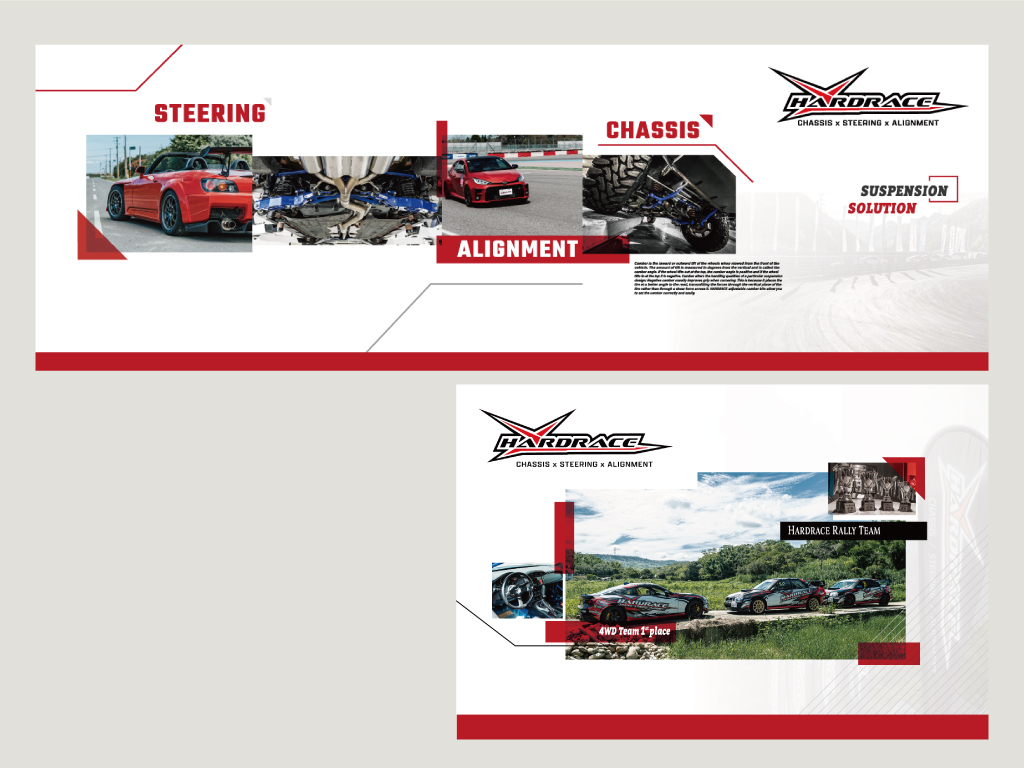 STEERING
HARDRACE
CHASSIS x STEERING x ALIGNMENT
CHASSIS
SUSPENSION
SOLUTION
ALIGNMENT
Camber is the inward or outward tilt of the wheels when viewed from the front of the
vehicle. The amount of tilt is measured in degrees from the vertical and is called the
camber angle. If the wheel tilts out at the top, the camber angle is positive and if the wheel
tilts in at the top it's negative. Camber alters the handling qualities of a particular suspension
design: Negative camber usually improves grip when cornering. This is because it places the
tire at a better angle to the road, transmitting the forces through the vertical plane of the
tire rather than through a shear force across it. HARDRACE adjustable camber kits allow you
to set the camber correctly and easily.
HARDRACE
CHASSIS x STEERING x ALIGNMENT
HARDRACE RALLY TEAM
HARDRACE
HARDRACE
4WD Team 1st place